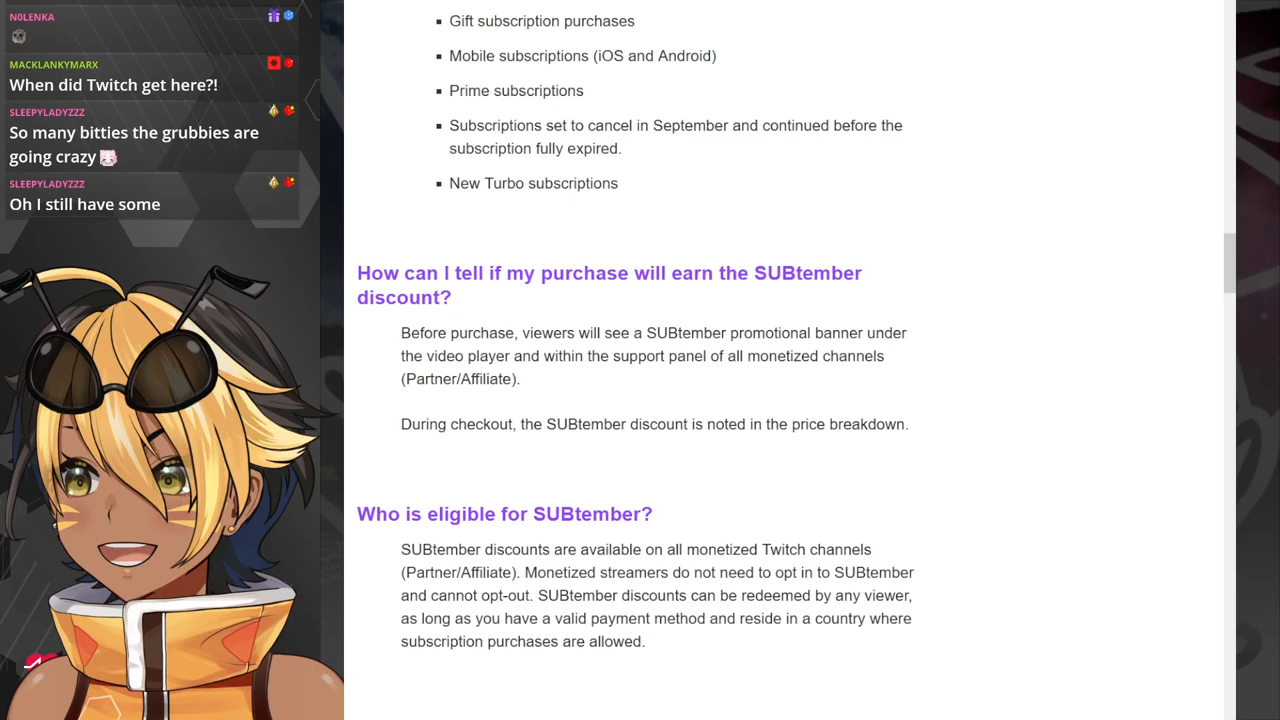 N0LENKA
MACKLANKYMARX
When did Twitch get here?!
SLEEPYLADYZZZ
So many bitties the grubbies are
going crazy
SLEEPYLADYZZZ
Oh I still have some
Gift subscription purchases
Mobile subscriptions (iOS and Android)
Prime subscriptions
Subscriptions set to cancel in September and continued before the
subscription fully expired.
New Turbo subscriptions
How can I tell if my purchase will earn the SUBtember
discount?
Before purchase, viewers will see a SUBtember promotional banner under
the video player and within the support panel of all monetized channels
(Partner/Affiliate).
During checkout, the SUBtember discount is noted in the price breakdown.
Who is eligible for SUBtember?
SUBtember discounts are available on all monetized Twitch channels
(Partner/Affiliate). Monetized streamers do not need to opt in to SUBtember
and cannot opt-out. SUBtember discounts can be redeemed by any viewer,
as long as you have a valid payment method and reside in a country where
subscription purchases are allowed.